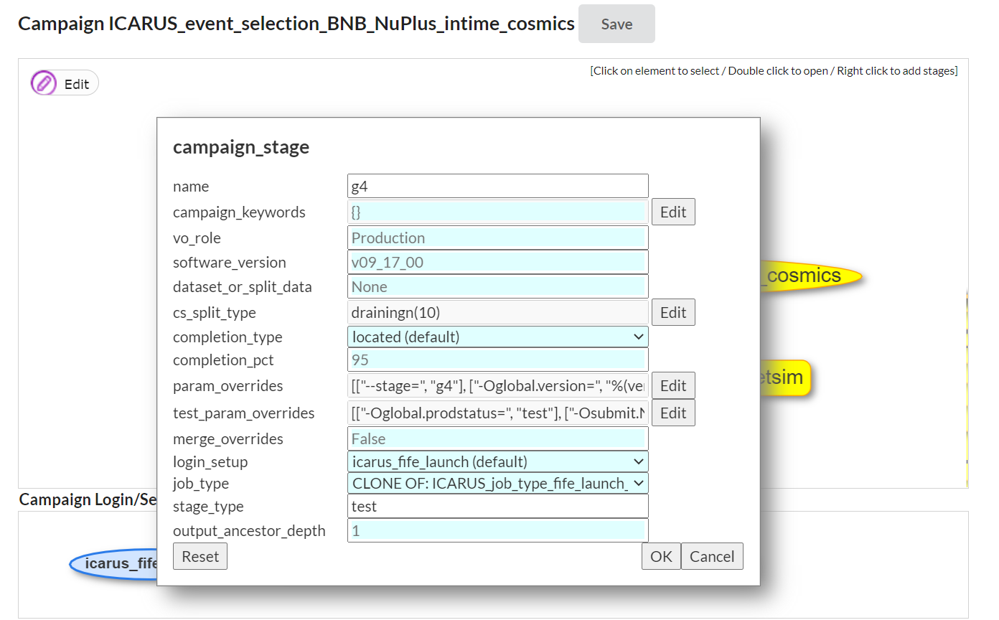 Campaign ICARUS_event_selection_BNB_NuPlus_intime_cosmics Save
[Click on element to select / Double click to open / Right click to add stages]
Edit
campaign_stage
name g4
campaign_keywords {} Edit
vo_role Production
software_version v09_17_00
_cosmics
dataset_or_split_data None
cs_split_type drainingn(10) Edit
completion_type located (default)
completion_pct 95
etsim
param_overrides [["--stage=", "g4"], ["-Oglobal.version=", "%(ve Edit
test_param_overrides [["-Oglobal.prodstatus=", "test"], ["-Osubmit.N Edit
merge_overrides False
login_setup icarus_fife_launch (default)
job_type CLONE OF: ICARUS_job_type_fife_launch_
Campaign Login/Se
stage_type test
output_ancestor_depth 1
Reset OK Cancel
icarus_fife